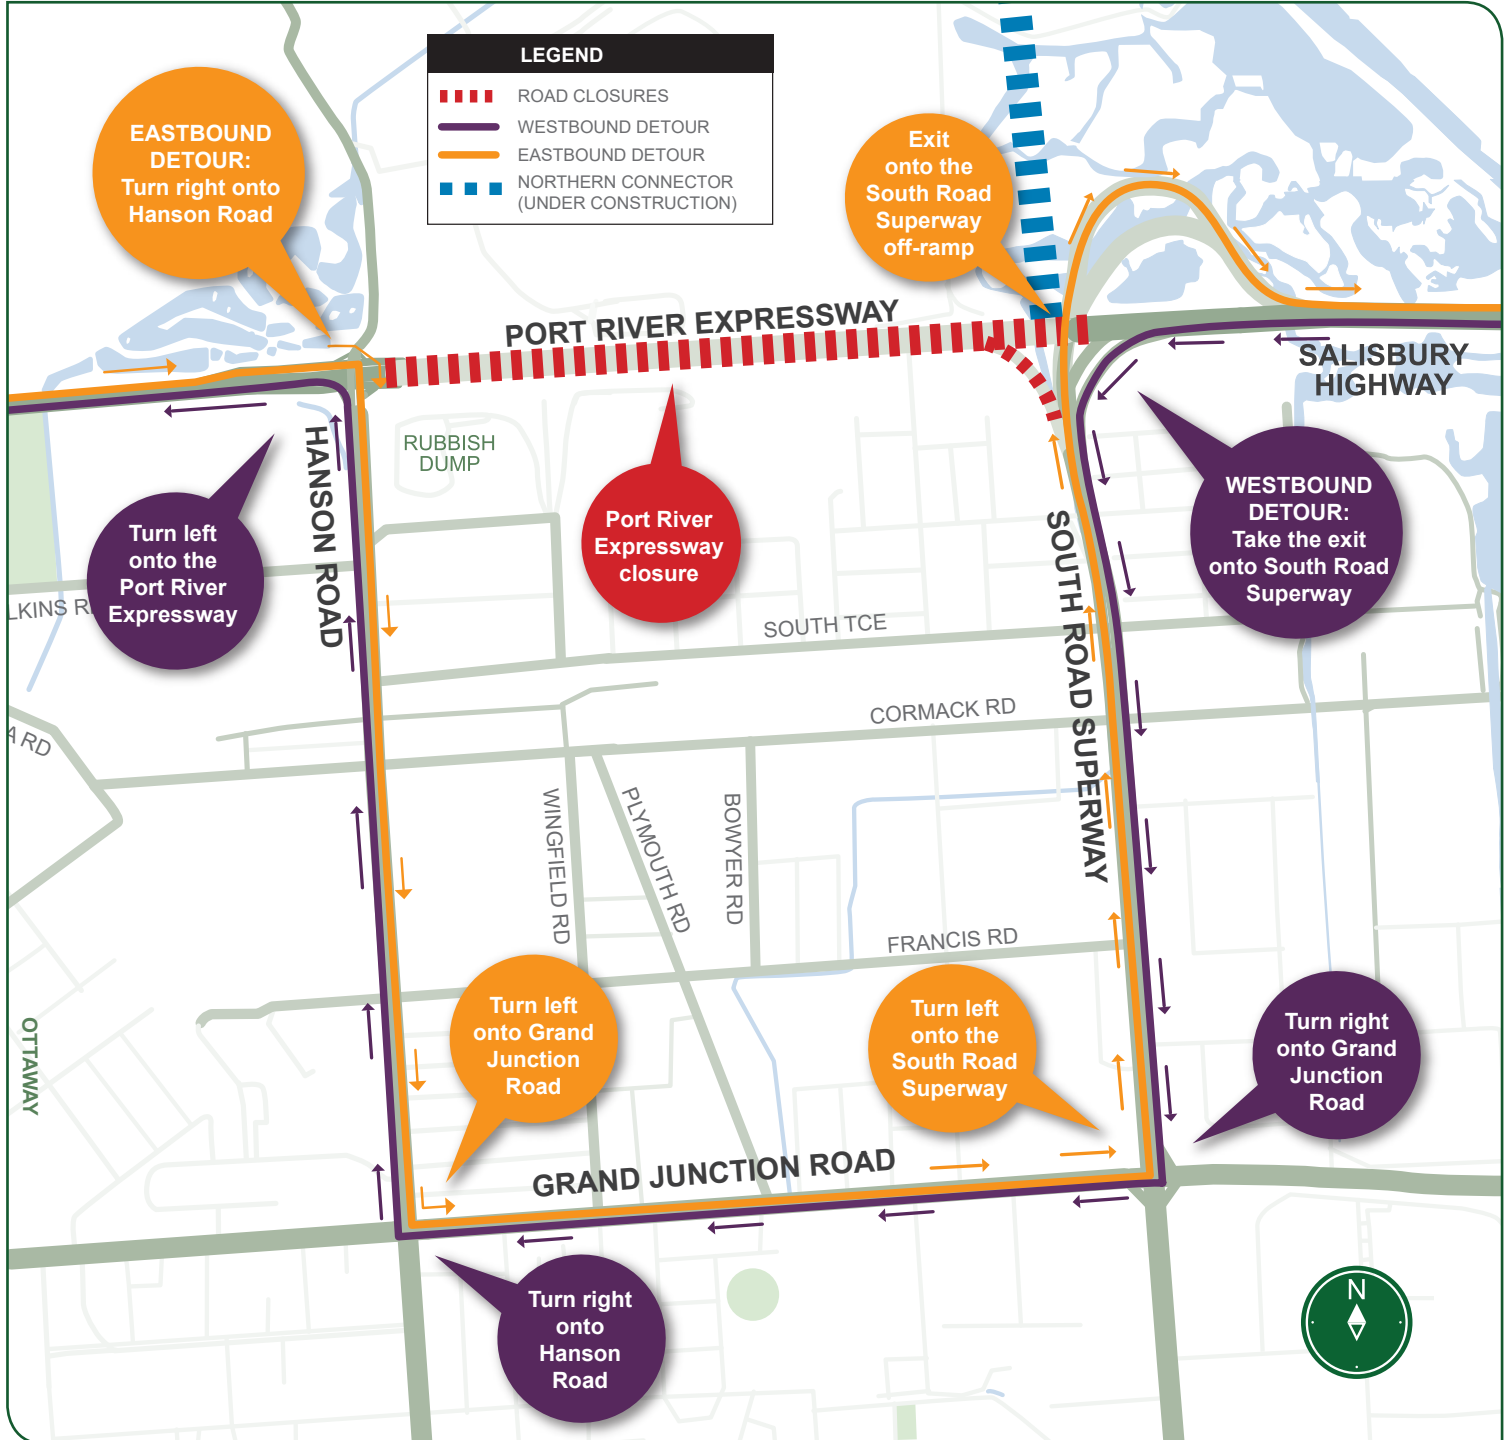 LEGEND
ROAD CLOSURES
WESTBOUND DETOUR
EASTBOUND DETOUR
NORTHERN CONNECTOR
(UNDER CONSTRUCTION)
EASTBOUND
DETOUR:
Turn right onto
Hanson Road
Exit
onto the
South Road
Superway
off-ramp
PORT RIVER EXPRESSWAY
SALISBURY
HIGHWAY
RUBBISH
DUMP
HANSON ROAD
Turn left
onto the
Port River
Expressway
Port River
Expressway
closure
WESTBOUND
DETOUR:
Take the exit
onto South Road
Superway
SOUTH ROAD SUPERWAY
LKINS R
SOUTH TCE
CORMACK RD
A RD
WINGFIELD RD
PLYMOUTH RD
BOWYER RD
FRANCIS RD
OTTAWAY
Turn left
onto Grand
Junction
Road
Turn left
onto the
South Road
Superway
Turn right
onto Grand
Junction
Road
GRAND JUNCTION ROAD
Turn right
onto
Hanson
Road
N